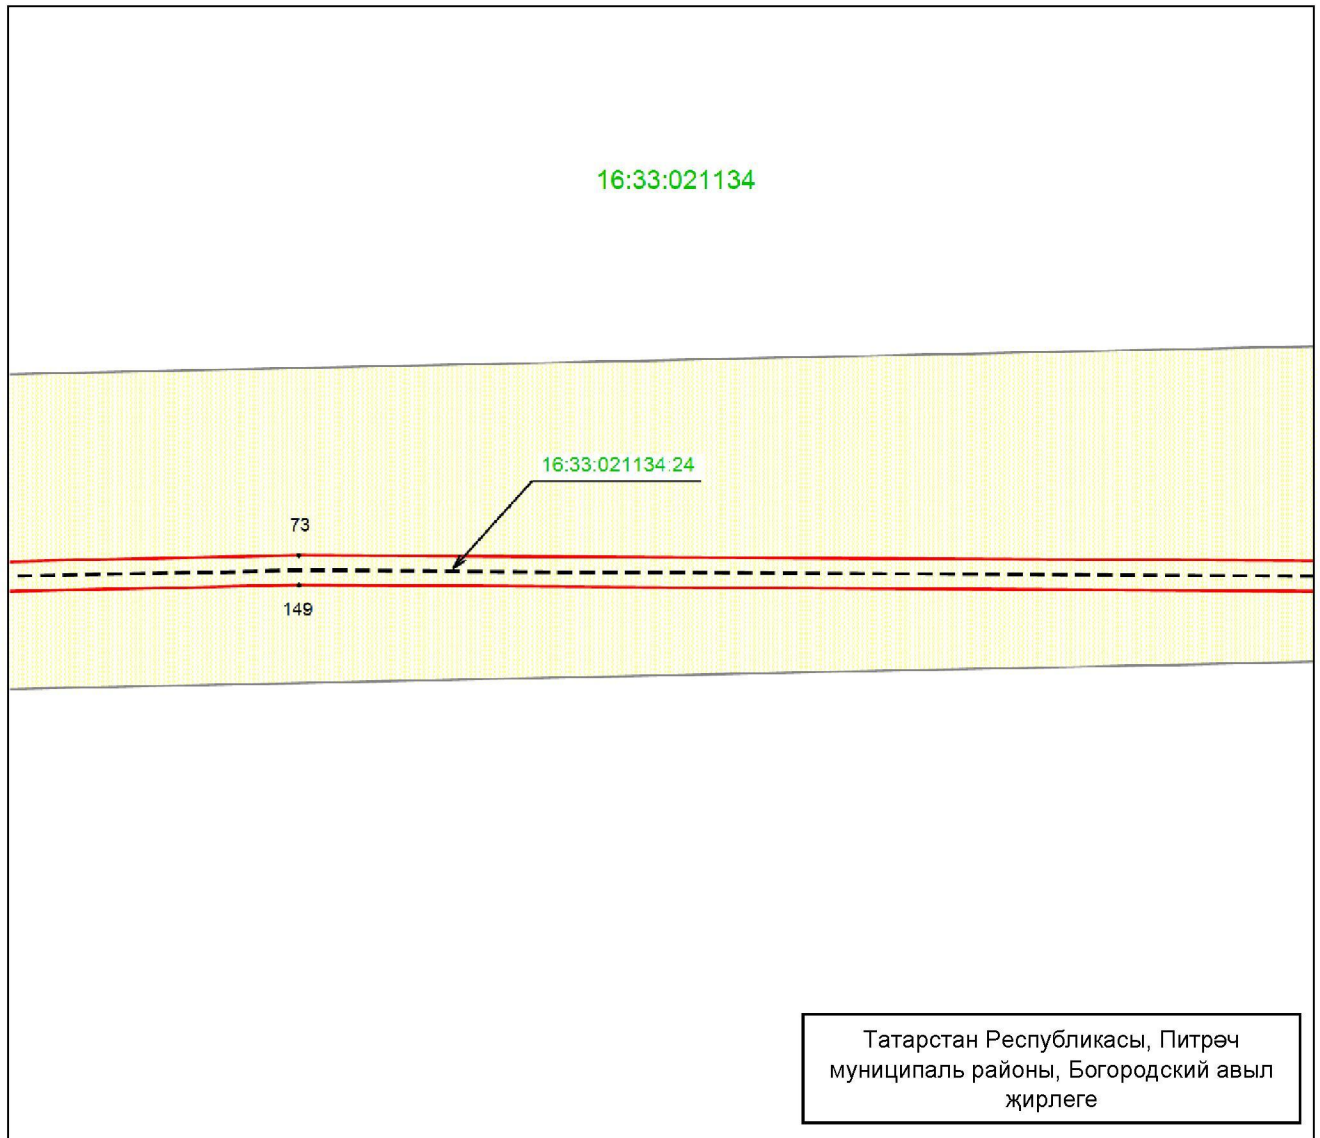 16:33:021134
16:33:021134:24
73
149
Татарстан Республикасы, Питрәч
муниципаль районы, Богородский авыл
җирлеге